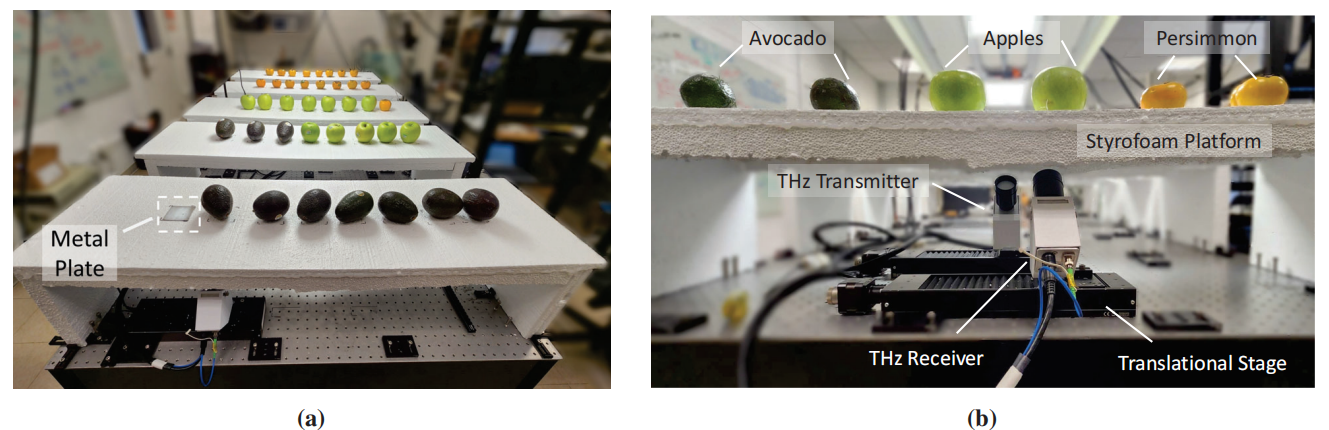 Metal
Plate
(a)
Avocado
Apples
Persimmon
Styrofoam Platform
THz Transmitter
THz Receiver
Translational Stage
(b)